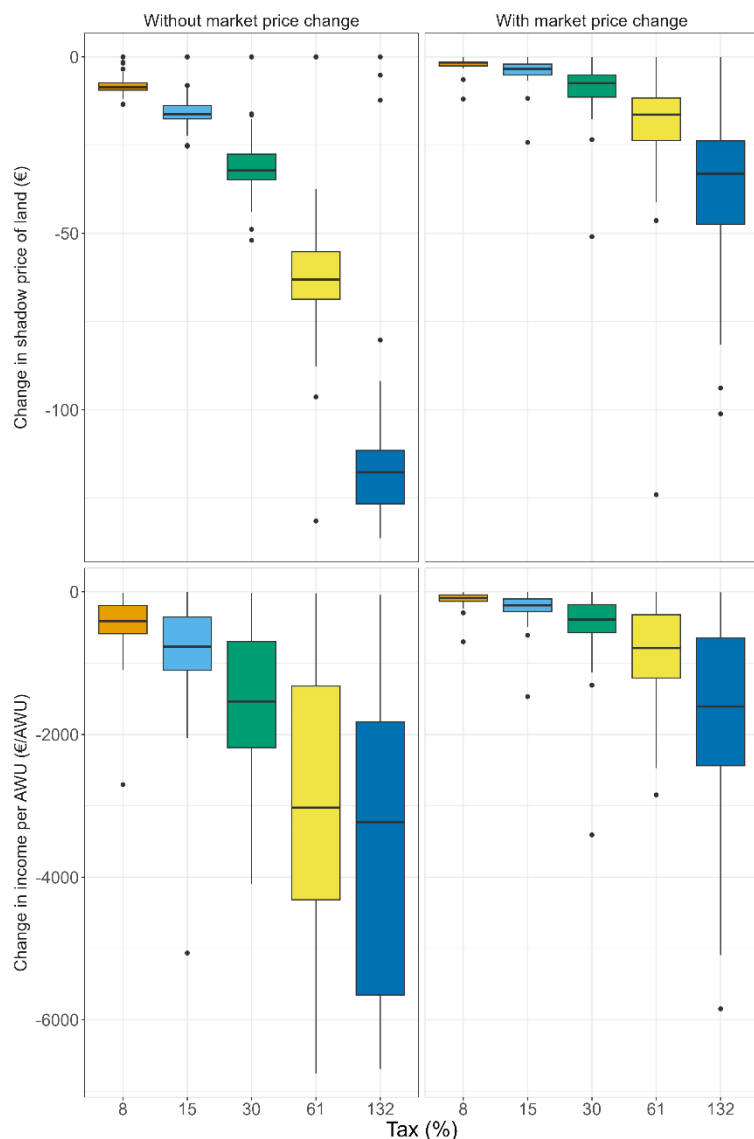 Without market price change
With market price change
Change in shadow price of land (€)
0
-50
-100
Change in income per AWU (€/AWU)
0
-2000
-4000
-6000
8 15 30 61 132
8 15 30 61 132
Tax (%)